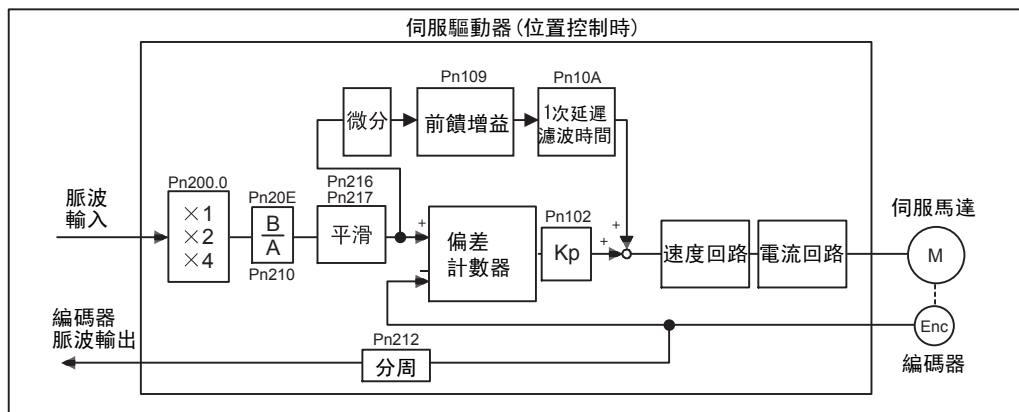 伺服驅動器(位置控制時)
Pn109
Pn10A
微分
前饋增益
1次延遲
濾波時間
Pn200.0
Pn20E
Pn216
Pn217
Pn102
脈波
輸入
×1
×2
×4
B
A
Pn210
平滑
+
−
偏差
計數器
Kp
+
+
速度回路
電流回路
伺服馬達
M
Enc
編碼器
編碼器
脈波輸出
Pn212
分周